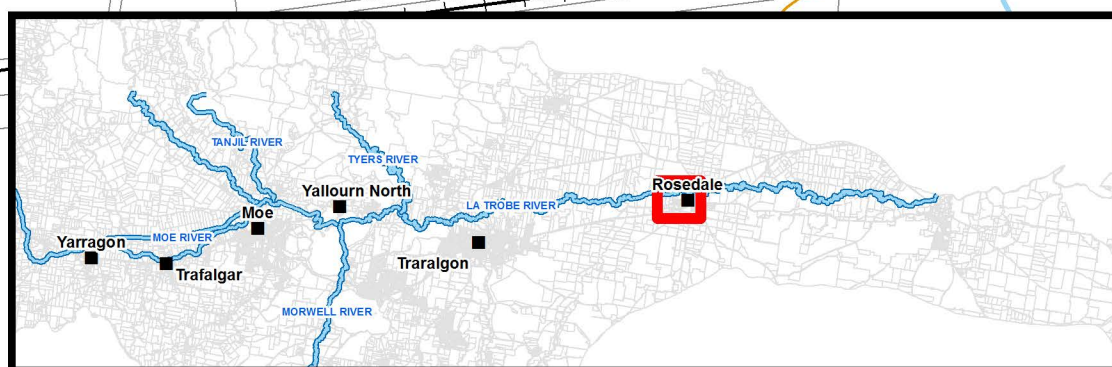 TANJIL RIVER
TYERS RIVER
Yallourn North
Rosedale
LA TROBE RIVER
Moe
MOE RIVER
Yarragon
Trafalgar
Traralgon
MORWELL RIVER